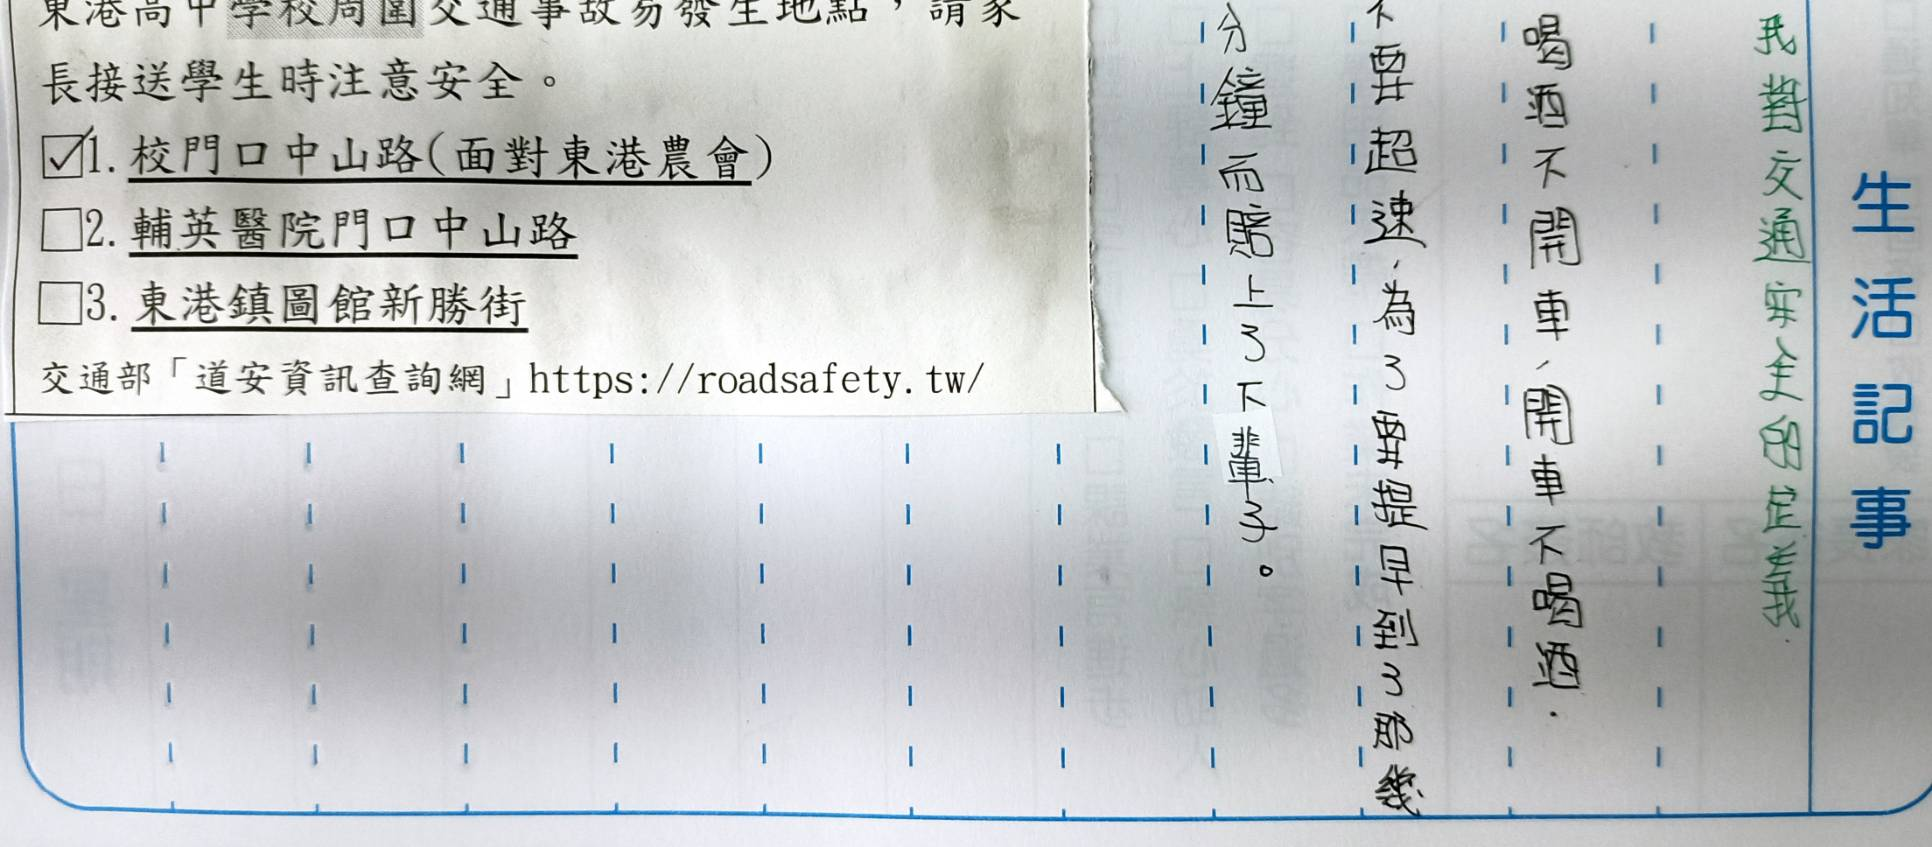 生活記事
我對交通安全的定義.
喝酒不開車,開車不喝酒.
不要超速,為了要提早到了那幾
分鐘而賠上了下輩子。
東港高中學校周圍交通事故易發生地點,請家
長接送學生時注意安全。
☑1.校門口中山路(面對東港農會)
□2.輔英醫院門口中山路
□3.東港鎮圖館新勝街
交通部「道安資訊查詢網」https://roadsafety.tw/